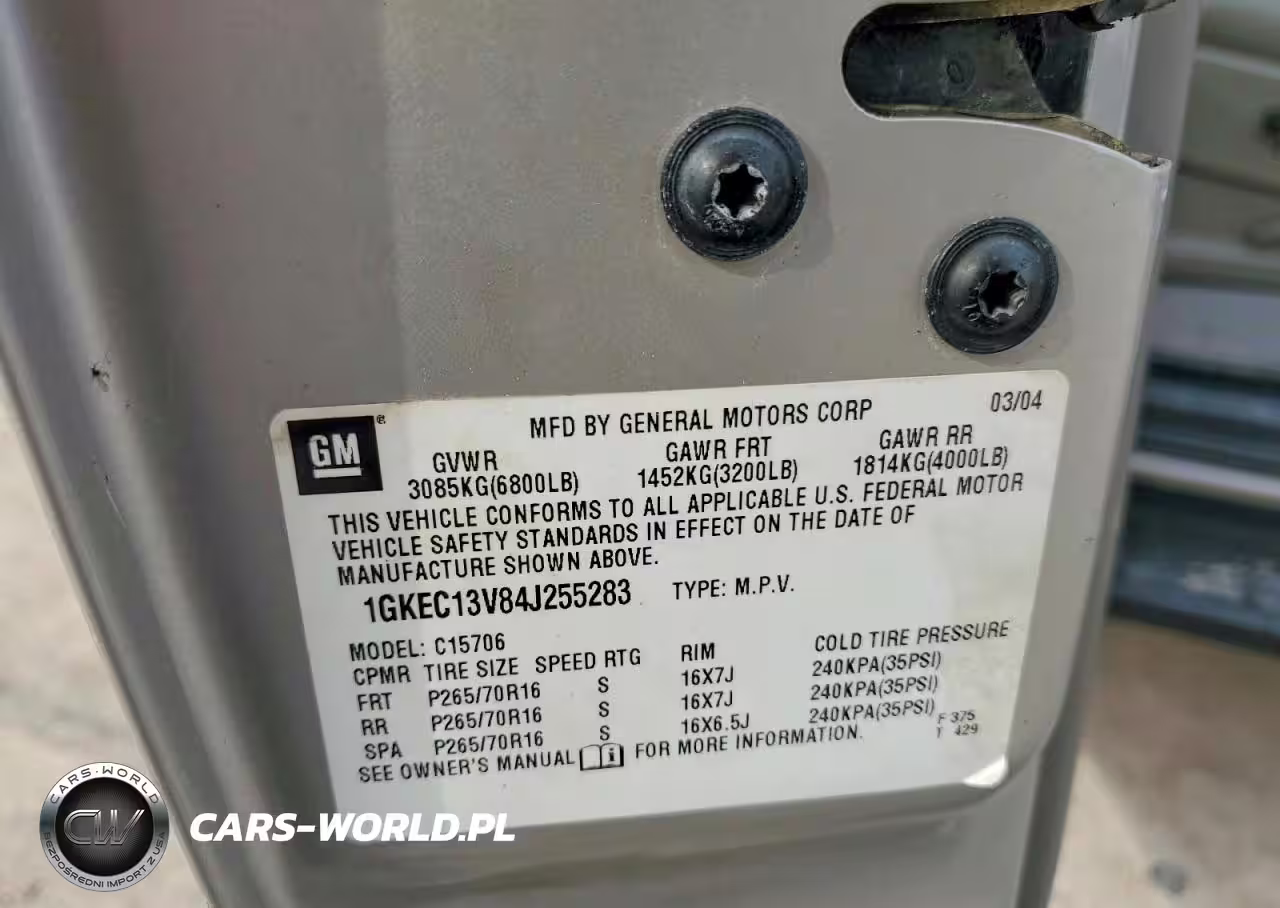 GM ®
MFD BY GENERAL MOTORS CORP 03/04
GVWR GAWR FRT GAWR RR
3085KG(6800LB) 1452KG(3200LB) 1814KG(4000LB)
THIS VEHICLE CONFORMS TO ALL APPLICABLE U.S. FEDERAL MOTOR
VEHICLE SAFETY STANDARDS IN EFFECT ON THE DATE OF
MANUFACTURE SHOWN ABOVE.
1GKEC13V84J255283 TYPE: M.P.V.
MODEL: C15706
CPMR TIRE SIZE SPEED RTG RIM COLD TIRE PRESSURE
FRT P265/70R16 S 16X7J 240KPA(35PSI)
RR P265/70R16 S 16X7J 240KPA(35PSI)
SPA P265/70R16 S 16X6.5J 240KPA(35PSI)
SEE OWNER'S MANUAL i FOR MORE INFORMATION.
F 375
T 429
CARS-WORLD
CW
BEZPOŚREDNI IMPORT Z USA
CARS-WORLD.PL